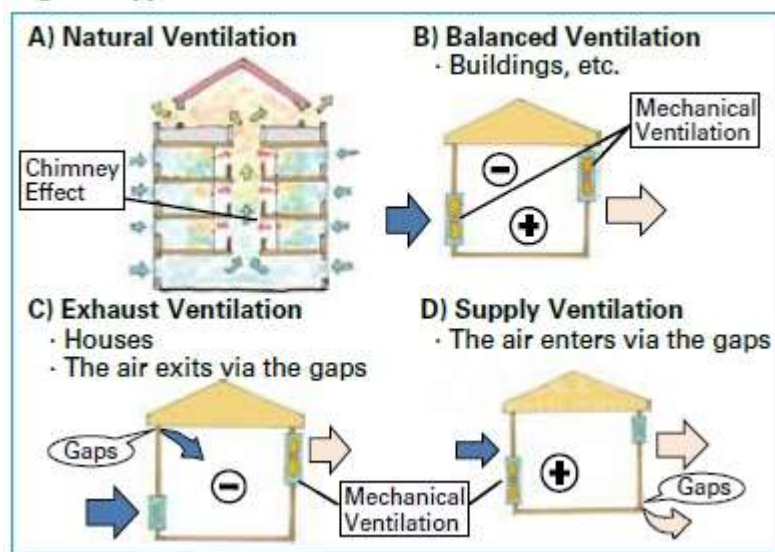 A) Natural Ventilation
Chimney
Effect
B) Balanced Ventilation
· Buildings, etc.
Mechanical
Ventilation
−
+
C) Exhaust Ventilation
· Houses
· The air exits via the gaps
Gaps
−
Mechanical
Ventilation
D) Supply Ventilation
· The air enters via the gaps
+
Gaps